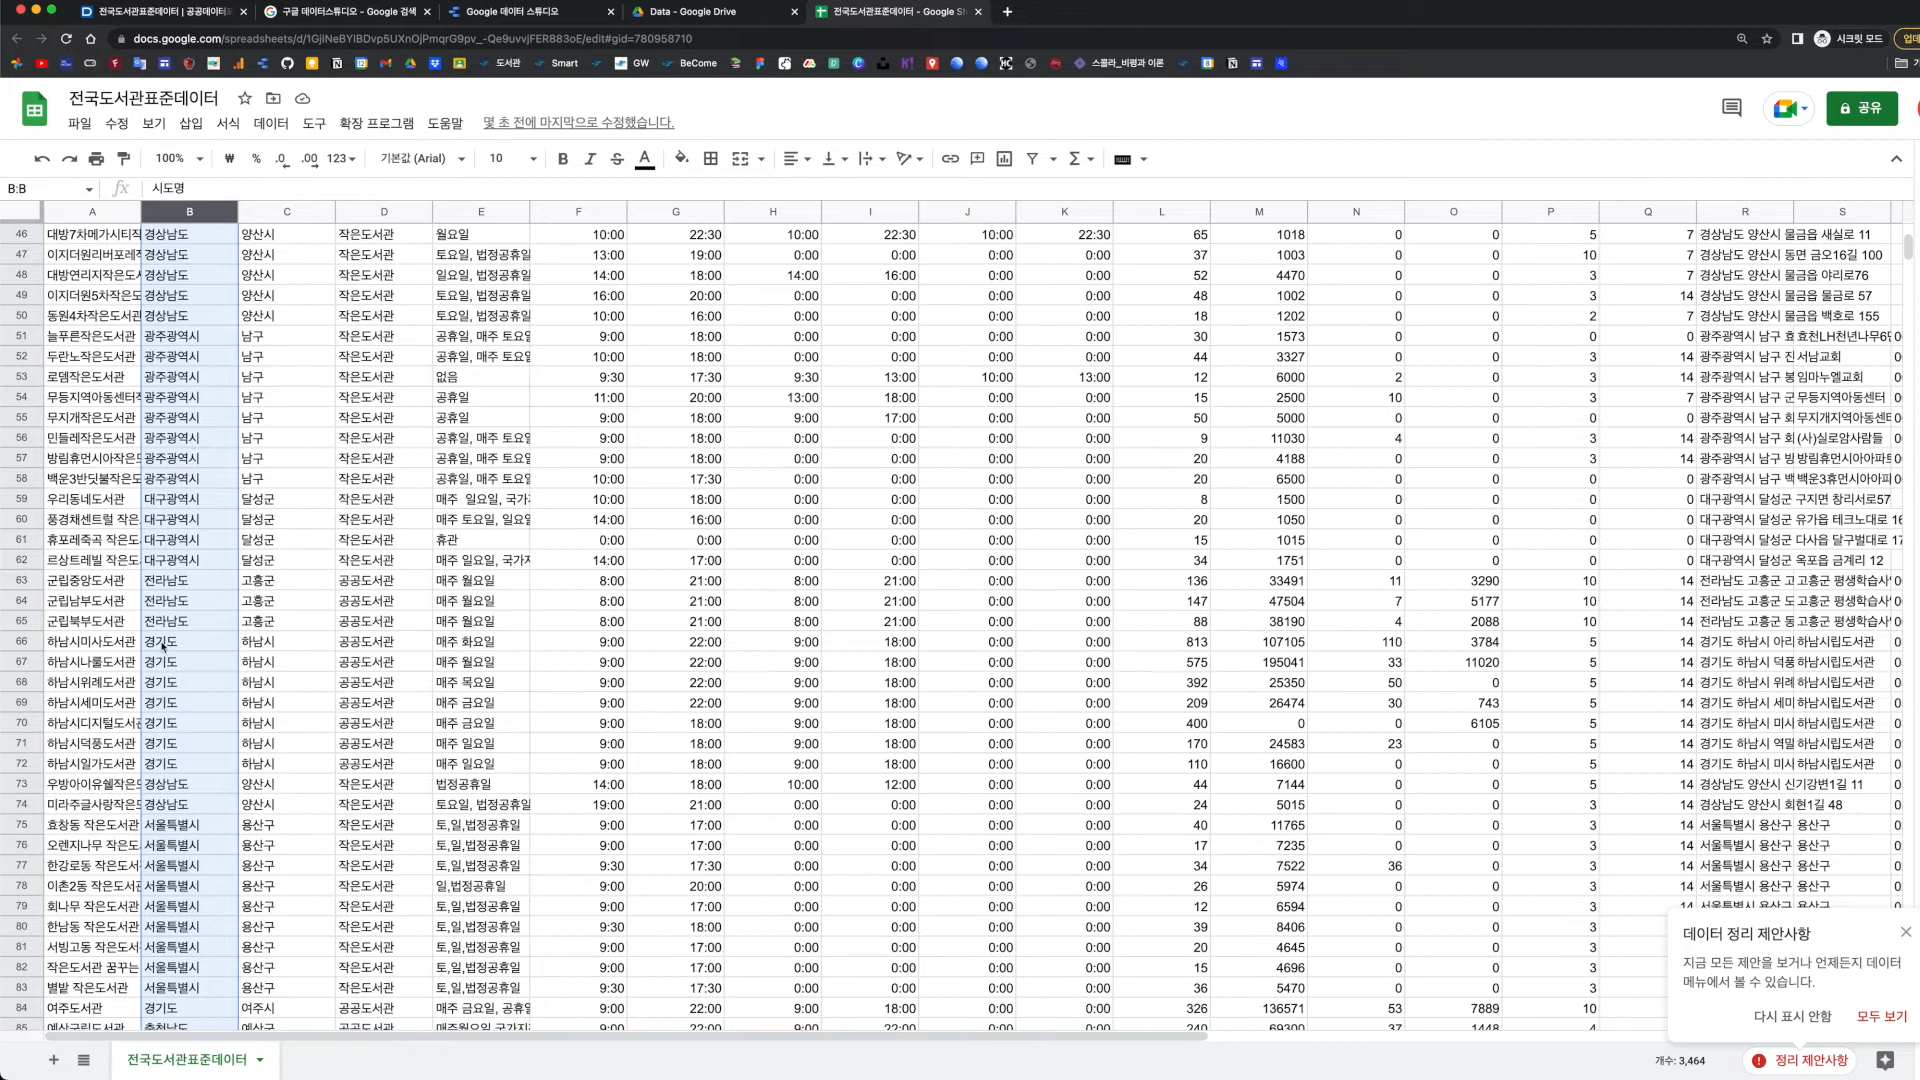 전국도서관표준데이터 | 공공데이터포
구글 데이터스튜디오 - Google 검색
Google 데이터 스튜디오
Data - Google Drive
전국도서관표준데이터 - Google Sh
시크릿 모드
업데
도서관
Smart
GW
BeCome
스콜라_비평과 이론
전국도서관표준데이터
공유
파일 수정 보기 삽입 서식 데이터 도구 확장 프로그램 도움말 몇 초 전에 마지막으로 수정했습니다.
100% ₩ % .0 .00 123 기본값 (Arial) 10 B I S A
B:B fx 시도명
A B C D E F G H I J K L M N O P Q R S
46 대방7차메가시티작 경상남도 양산시 작은도서관 월요일 10:00 22:30 10:00 22:30 10:00 22:30 65 1018 0 0 5 7 경상남도 양산시 물금읍 새실로 11
47 이지더원리버포레작 경상남도 양산시 작은도서관 토요일, 법정공휴일 13:00 19:00 0:00 0:00 0:00 0:00 37 1003 0 0 10 7 경상남도 양산시 동면 금오16길 100
48 대방연리지작은도서 경상남도 양산시 작은도서관 일요일, 법정공휴일 14:00 18:00 14:00 16:00 0:00 0:00 52 4470 0 0 3 7 경상남도 양산시 물금읍 야리로76
49 이지더원5차작은도 경상남도 양산시 작은도서관 토요일, 법정공휴일 16:00 20:00 0:00 0:00 0:00 0:00 48 1002 0 0 3 14 경상남도 양산시 물금읍 물금로 57
50 동원4차작은도서관 경상남도 양산시 작은도서관 토요일, 법정공휴일 10:00 16:00 0:00 0:00 0:00 0:00 18 1202 0 0 2 7 경상남도 양산시 물금읍 백호로 155
51 늘푸른작은도서관 광주광역시 남구 작은도서관 공휴일, 매주 토요일 9:00 18:00 0:00 0:00 0:00 0:00 30 1573 0 0 0 0 광주광역시 남구 효 효천LH천년나무6단 0
52 두란노작은도서관 광주광역시 남구 작은도서관 공휴일, 매주 토요일 10:00 18:00 0:00 0:00 0:00 0:00 44 3327 0 0 3 14 광주광역시 남구 진 서남교회 0
53 로뎀작은도서관 광주광역시 남구 작은도서관 없음 9:30 17:30 9:30 13:00 10:00 13:00 12 6000 2 0 3 14 광주광역시 남구 봉 임마누엘교회 0
54 무등지역아동센터작 광주광역시 남구 작은도서관 공휴일 11:00 20:00 13:00 18:00 0:00 0:00 15 2500 10 0 3 7 광주광역시 남구 군 무등지역아동센터 0
55 무지개작은도서관 광주광역시 남구 작은도서관 공휴일 9:00 18:00 9:00 17:00 0:00 0:00 50 5000 0 0 0 0 광주광역시 남구 회 무지개지역아동센터 0
56 민들레작은도서관 광주광역시 남구 작은도서관 공휴일, 매주 토요일 9:00 18:00 0:00 0:00 0:00 0:00 9 11030 4 0 3 14 광주광역시 남구 회 (사)실로암사람들 0
57 방림휴먼시아작은도 광주광역시 남구 작은도서관 공휴일, 매주 토요일 9:00 18:00 0:00 0:00 0:00 0:00 20 4188 0 0 3 14 광주광역시 남구 방 방림휴먼시아아파트 0
58 백운3반딧불작은도 광주광역시 남구 작은도서관 공휴일, 매주 토요일 10:00 17:30 0:00 0:00 0:00 0:00 20 6500 0 0 3 14 광주광역시 남구 백 백운3휴먼시아아파 0
59 우리동네도서관 대구광역시 달성군 작은도서관 매주 일요일, 국가 10:00 18:00 0:00 0:00 0:00 0:00 8 1500 0 0 0 0 대구광역시 달성군 구지면 창리서로57
60 풍경채센트럴 작은 대구광역시 달성군 작은도서관 매주 토요일, 일요일 14:00 16:00 0:00 0:00 0:00 0:00 20 1050 0 0 0 0 대구광역시 달성군 유가읍 테크노대로 16
61 휴포레죽곡 작은도 대구광역시 달성군 작은도서관 휴관 0:00 0:00 0:00 0:00 0:00 0:00 15 1015 0 0 0 0 대구광역시 달성군 다사읍 달구벌대로 17
62 르상트레빌 작은도 대구광역시 달성군 작은도서관 매주 일요일, 국가 14:00 17:00 0:00 0:00 0:00 0:00 34 1751 0 0 0 0 대구광역시 달성군 옥포읍 금계리 12
63 군립중앙도서관 전라남도 고흥군 공공도서관 매주 월요일 8:00 21:00 8:00 21:00 0:00 0:00 136 33491 11 3290 10 14 전라남도 고흥군 고 고흥군 평생학습사 0
64 군립남부도서관 전라남도 고흥군 공공도서관 매주 월요일 8:00 21:00 8:00 21:00 0:00 0:00 147 47504 7 5177 10 14 전라남도 고흥군 도 고흥군 평생학습사 0
65 군립북부도서관 전라남도 고흥군 공공도서관 매주 월요일 8:00 21:00 8:00 21:00 0:00 0:00 88 38190 4 2088 10 14 전라남도 고흥군 동 고흥군 평생학습사 0
66 하남시미사도서관 경기도 하남시 공공도서관 매주 화요일 9:00 22:00 9:00 18:00 0:00 0:00 813 107105 110 3784 5 14 경기도 하남시 아리 하남시립도서관 0
67 하남시나룰도서관 경기도 하남시 공공도서관 매주 월요일 9:00 22:00 9:00 18:00 0:00 0:00 575 195041 33 11020 5 14 경기도 하남시 덕풍 하남시립도서관 0
68 하남시위례도서관 경기도 하남시 공공도서관 매주 목요일 9:00 22:00 9:00 18:00 0:00 0:00 392 25350 50 0 5 14 경기도 하남시 위례 하남시립도서관 0
69 하남시세미도서관 경기도 하남시 공공도서관 매주 금요일 9:00 22:00 9:00 18:00 0:00 0:00 209 26474 30 743 5 14 경기도 하남시 세미 하남시립도서관 0
70 하남시디지털도서관 경기도 하남시 공공도서관 매주 금요일 9:00 18:00 9:00 18:00 0:00 0:00 400 0 0 6105 5 14 경기도 하남시 미사 하남시립도서관 0
71 하남시덕풍도서관 경기도 하남시 공공도서관 매주 일요일 9:00 18:00 9:00 18:00 0:00 0:00 170 24583 23 0 5 14 경기도 하남시 역말 하남시립도서관 0
72 하남시일가도서관 경기도 하남시 공공도서관 매주 일요일 9:00 18:00 9:00 18:00 0:00 0:00 110 16600 0 0 5 14 경기도 하남시 미사 하남시립도서관 0
73 우방아이유쉘작은도 경상남도 양산시 작은도서관 법정공휴일 14:00 18:00 10:00 12:00 0:00 0:00 44 7144 0 0 5 14 경상남도 양산시 신기강변1길 11
74 미라주글사랑작은도 경상남도 양산시 작은도서관 토요일, 법정공휴일 19:00 21:00 0:00 0:00 0:00 0:00 24 5015 0 0 3 14 경상남도 양산시 회현1길 48
75 효창동 작은도서관 서울특별시 용산구 작은도서관 토,일,법정공휴일 9:00 17:00 0:00 0:00 0:00 0:00 40 11765 0 0 3 14 서울특별시 용산구 용산구 0
76 오렌지나무 작은도 서울특별시 용산구 작은도서관 토,일,법정공휴일 9:00 17:00 0:00 0:00 0:00 0:00 17 7235 0 0 3 14 서울특별시 용산구 용산구 0
77 한강로동 작은도서 서울특별시 용산구 작은도서관 토,일,법정공휴일 9:30 17:30 0:00 0:00 0:00 0:00 34 7522 36 0 3 14 서울특별시 용산구 용산구 0
78 이촌2동 작은도서관 서울특별시 용산구 작은도서관 일,법정공휴일 9:00 20:00 0:00 0:00 0:00 0:00 26 5974 0 0 3 14 서울특별시 용산구 용산구 0
79 회나무 작은도서관 서울특별시 용산구 작은도서관 토,일,법정공휴일 9:00 17:00 0:00 0:00 0:00 0:00 12 6594 0 0 3 14 서울특별시 용산구 용산구
80 한남동 작은도서관 서울특별시 용산구 작은도서관 토,일,법정공휴일 9:30 18:00 0:00 0:00 0:00 0:00 39 8406 0 0 3
81 서빙고동 작은도서 서울특별시 용산구 작은도서관 토,일,법정공휴일 9:00 17:00 0:00 0:00 0:00 0:00 20 4645 0 0 3
82 작은도서관 꿈꾸는 서울특별시 용산구 작은도서관 토,일,법정공휴일 9:00 17:00 0:00 0:00 0:00 0:00 15 4696 0 0 3
83 별밭 작은도서관 서울특별시 용산구 작은도서관 토,일,법정공휴일 9:30 17:30 0:00 0:00 0:00 0:00 36 5470 0 0 3
84 여주도서관 경기도 여주시 공공도서관 매주 금요일, 공휴일 9:00 22:00 9:00 18:00 0:00 0:00 326 136571 53 7889 10
85 예산군립도서관 충청남도 예산군 공공도서관 매주월요일 국가지 9:00 22:00 9:00 22:00 0:00 0:00 240 69300 37 1448 4
데이터 정리 제안사항
지금 모든 제안을 보거나 언제든지 데이터
메뉴에서 볼 수 있습니다.
다시 표시 안함 모두 보기
전국도서관표준데이터
개수: 3,464
정리 제안사항
docs.google.com/spreadsheets/d/1GjlNeBYIBDvp5UXnOjPmqrG9pv_-Qe9uvvjFER883oE/edit#gid=780958710